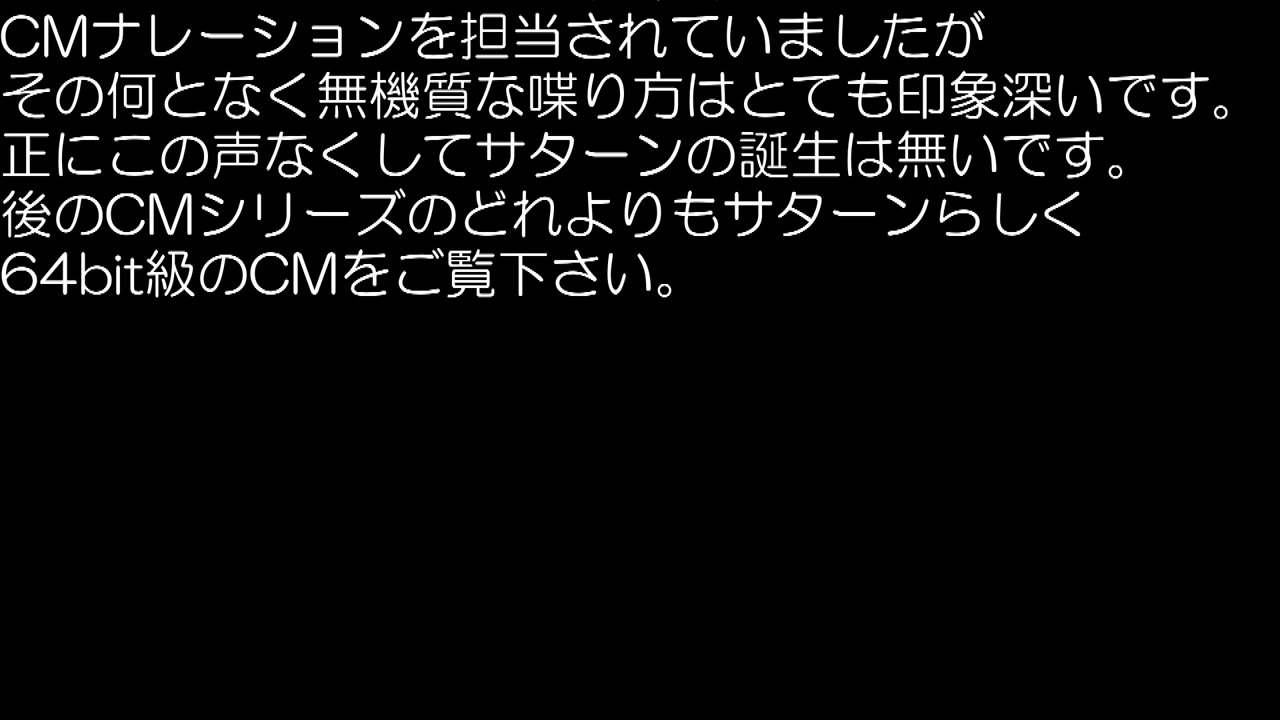 CMナレーションを担当されていましたが
その何となく無機質な喋り方はとても印象深いです。
正にこの声なくしてサターンの誕生は無いです。
後のCMシリーズのどれよりもサターンらしく
64bit級のCMをご覧下さい。